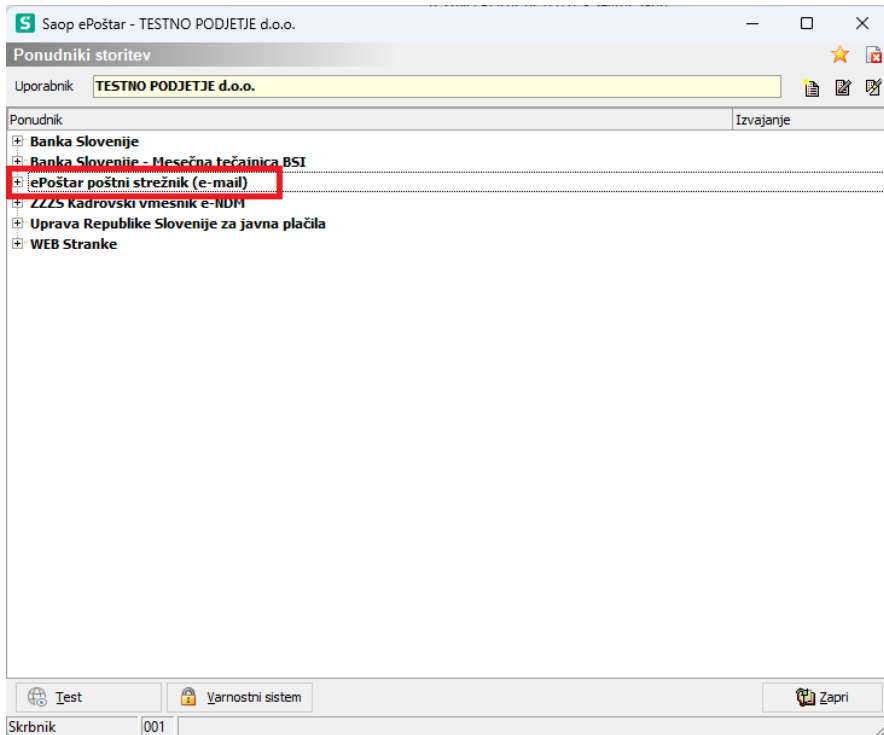 Saop ePoštar - TESTNO PODJETJE d.o.o.
Ponudniki storitev
Uporabnik TESTNO PODJETJE d.o.o.
Ponudnik Izvajanje
Banka Slovenije
Banka Slovenije - Mesečna tečajnica BSI
ePoštar poštni strežnik (e-mail)
ZZZS Kadrovski vmesnik e-NDM
Uprava Republike Slovenije za javna plačila
WEB Stranke
Test Varnostni sistem Zapri
Skrbnik 001